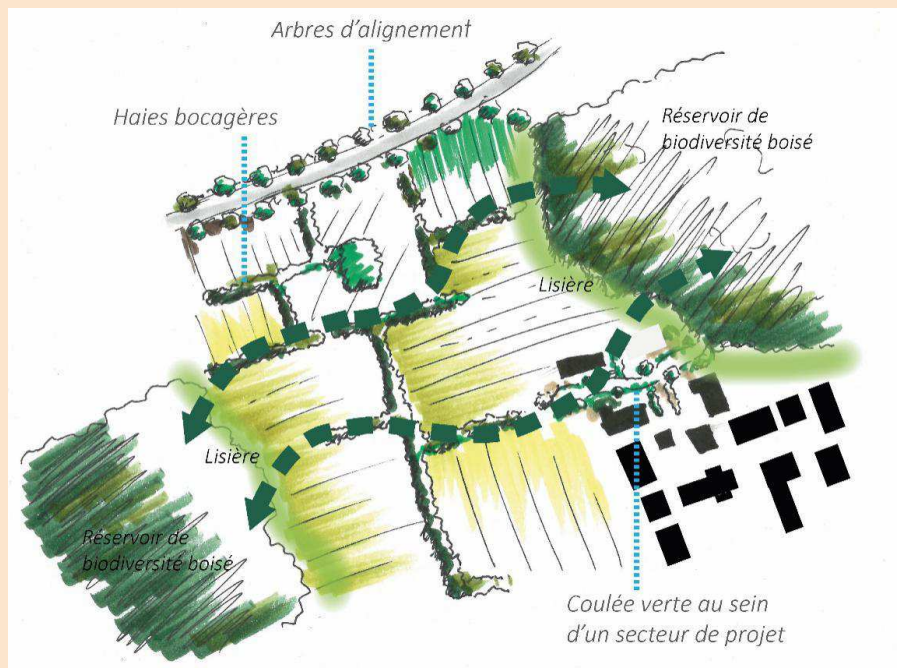 Arbres d'alignement
Haies bocagères
Réservoir de
biodiversité boisé
Lisière
Lisière
Réservoir de
biodiversité boisé
Coulée verte au sein
d'un secteur de projet